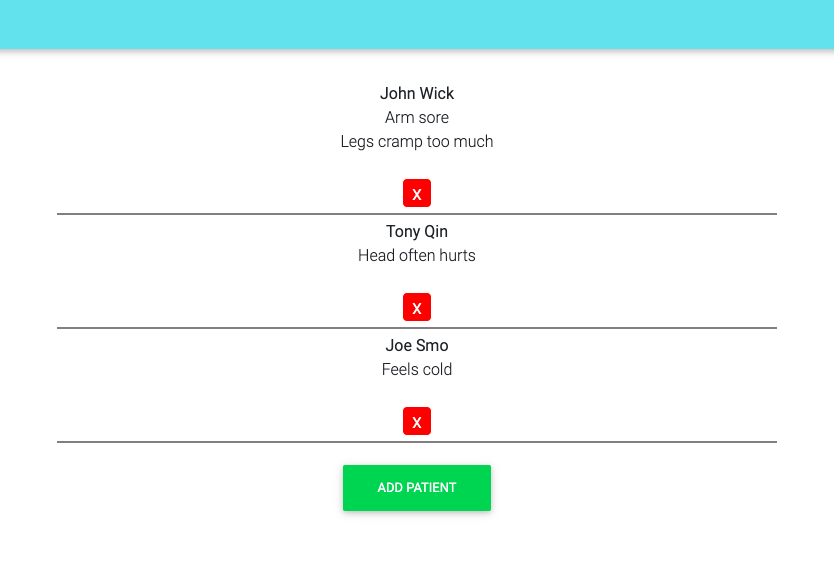 John Wick
Arm sore
Legs cramp too much
X
Tony Qin
Head often hurts
X
Joe Smo
Feels cold
X
ADD PATIENT